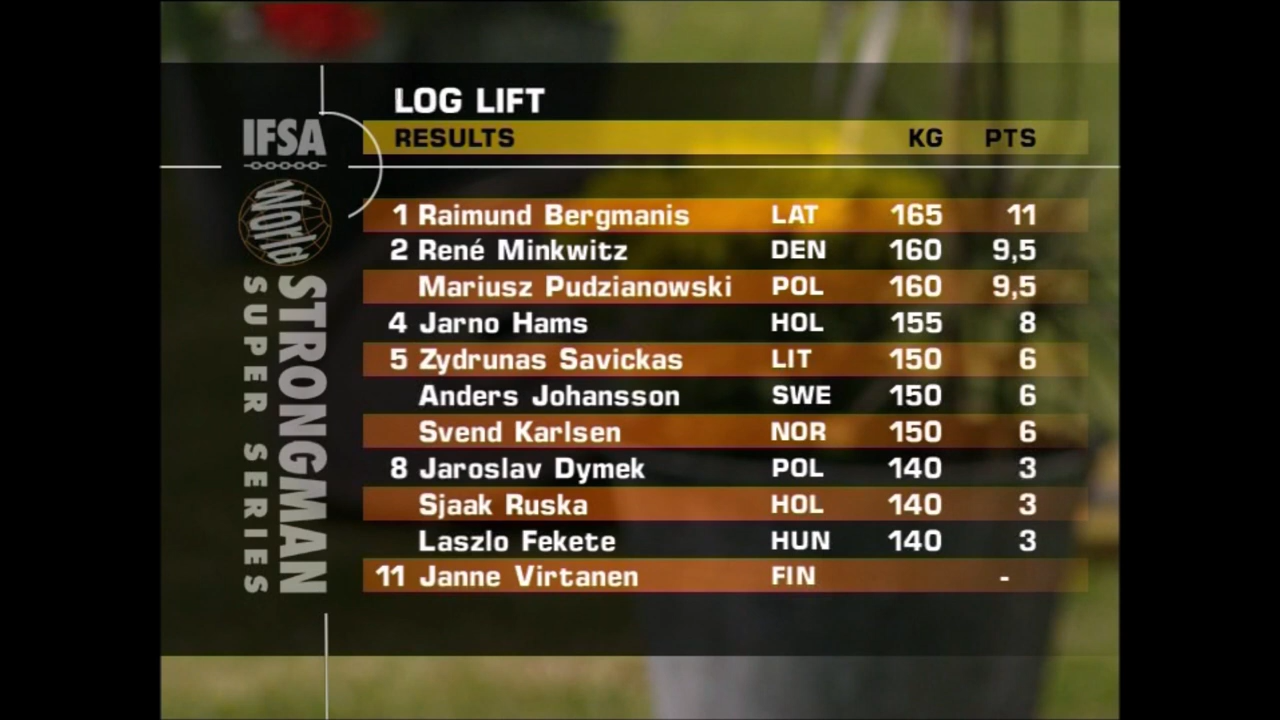 LOG LIFT
RESULTS KG PTS
IFSA
World
STRONGMAN
SUPER SERIES
1 Raimund Bergmanis LAT 165 11
2 René Minkwitz DEN 160 9,5
Mariusz Pudzianowski POL 160 9,5
4 Jarno Hams HOL 155 8
5 Zydrunas Savickas LIT 150 6
Anders Johansson SWE 150 6
Svend Karlsen NOR 150 6
8 Jaroslav Dymek POL 140 3
Sjaak Ruska HOL 140 3
Laszlo Fekete HUN 140 3
11 Janne Virtanen FIN -